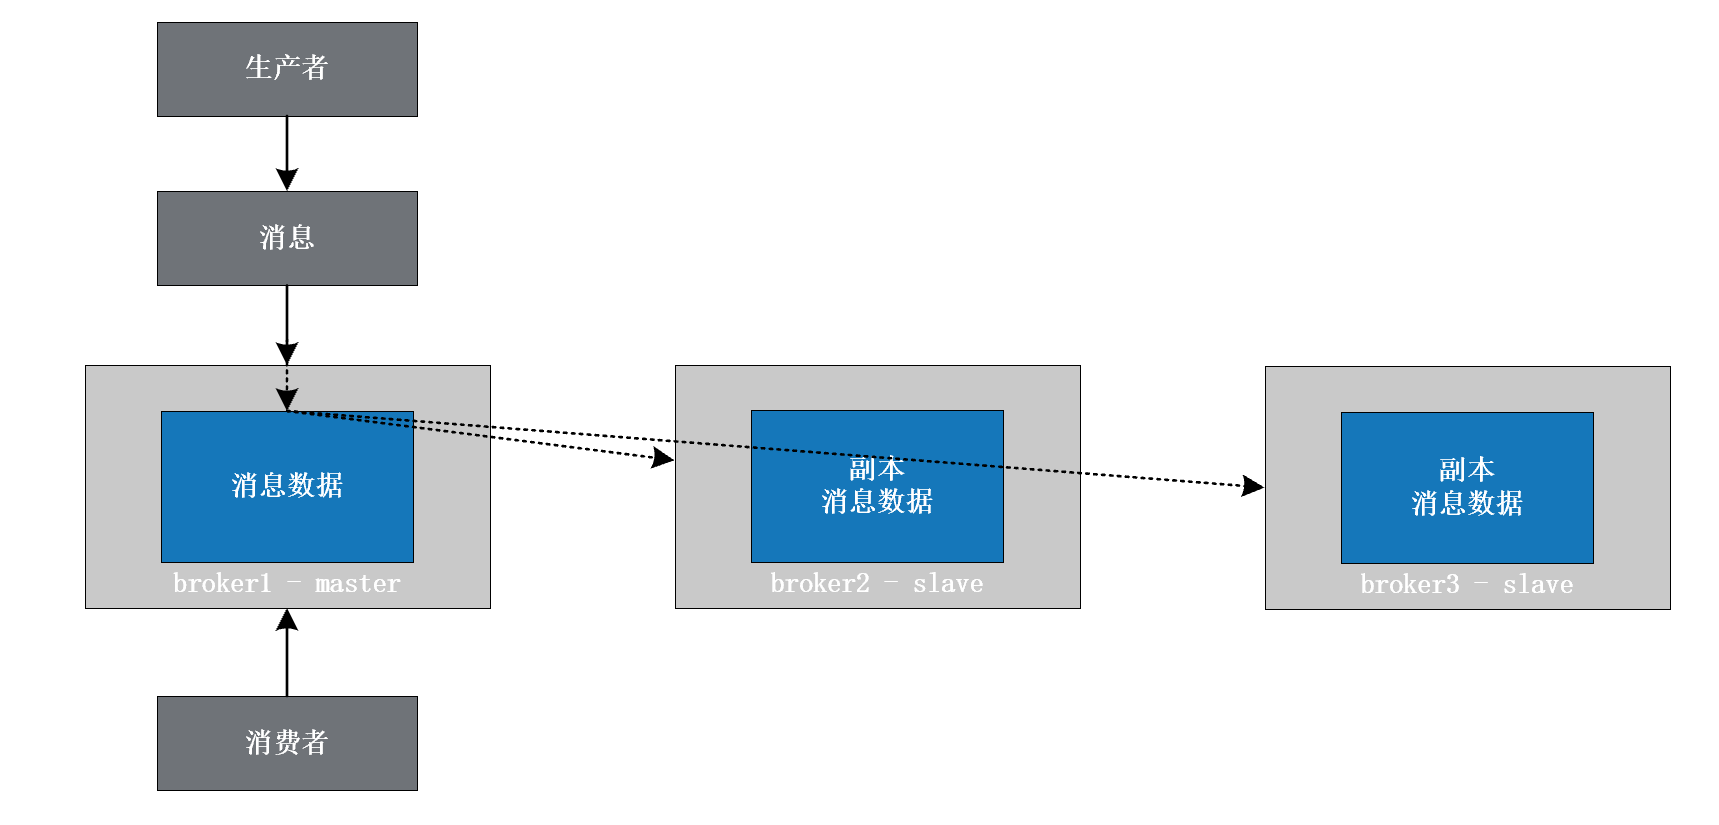 生产者
消息
消息数据
broker1 - master
副本
消息数据
broker2 - slave
副本
消息数据
broker3 - slave
消费者